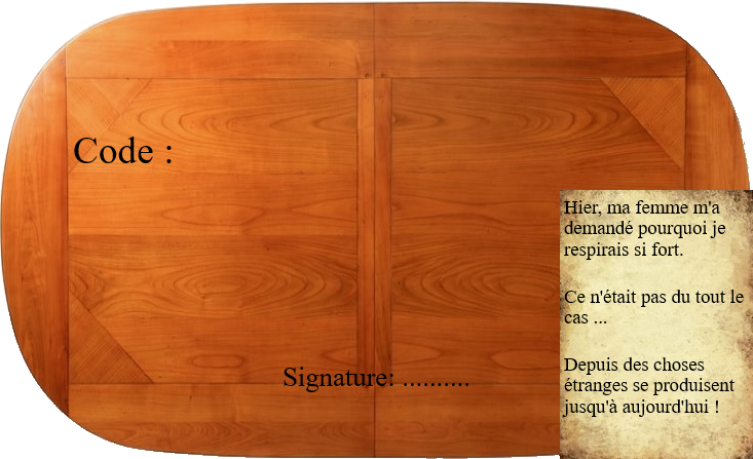 Code :
Hier, ma femme m'a
demandé pourquoi je
respirais si fort.
Ce n'était pas du tout le
cas ...
Depuis des choses
étranges se produisent
jusqu'à aujourd'hui !
Signature: ..........